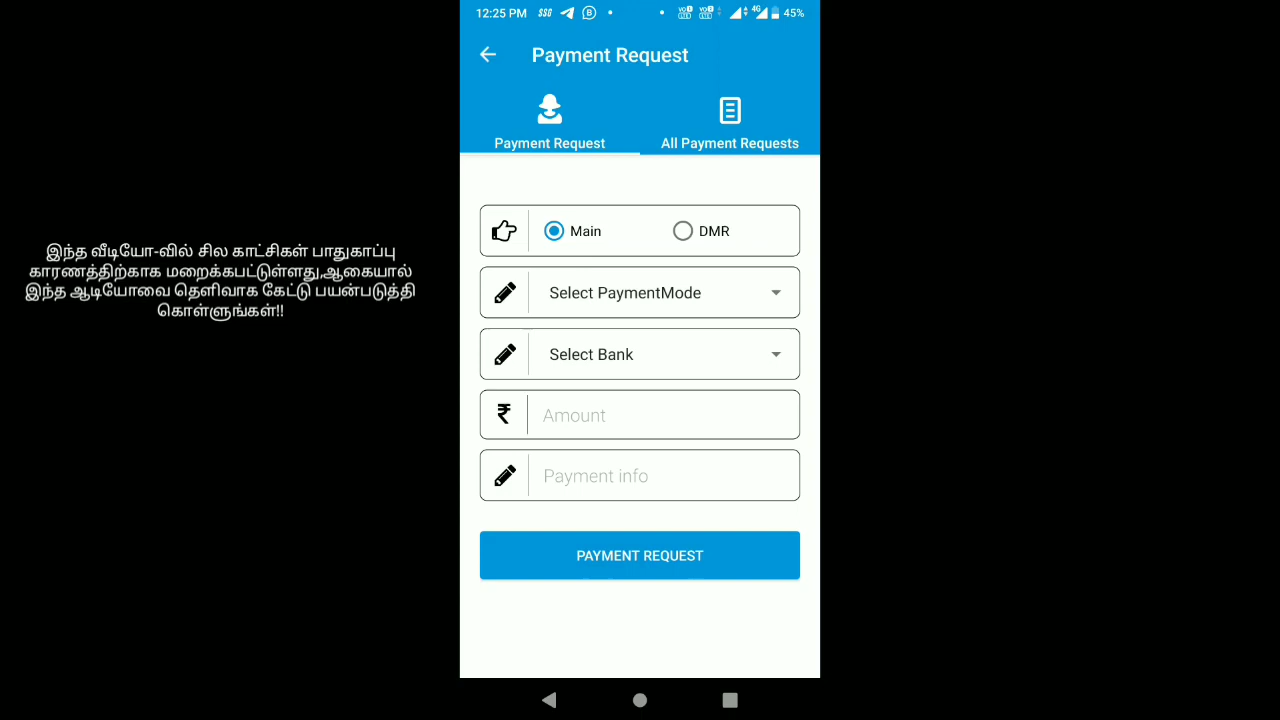 12:25 PM
45%
Payment Request
Payment Request
All Payment Requests
இந்த வீடியோ-வில் சில காட்சிகள் பாதுகாப்பு
காரணத்திற்காக மறைக்கபட்டுள்ளது,ஆகையால்
இந்த ஆடியோவை தெளிவாக கேட்டு பயன்படுத்தி
கொள்ளுங்கள்!!
Main
DMR
Select PaymentMode
Select Bank
₹ Amount
Payment info
PAYMENT REQUEST